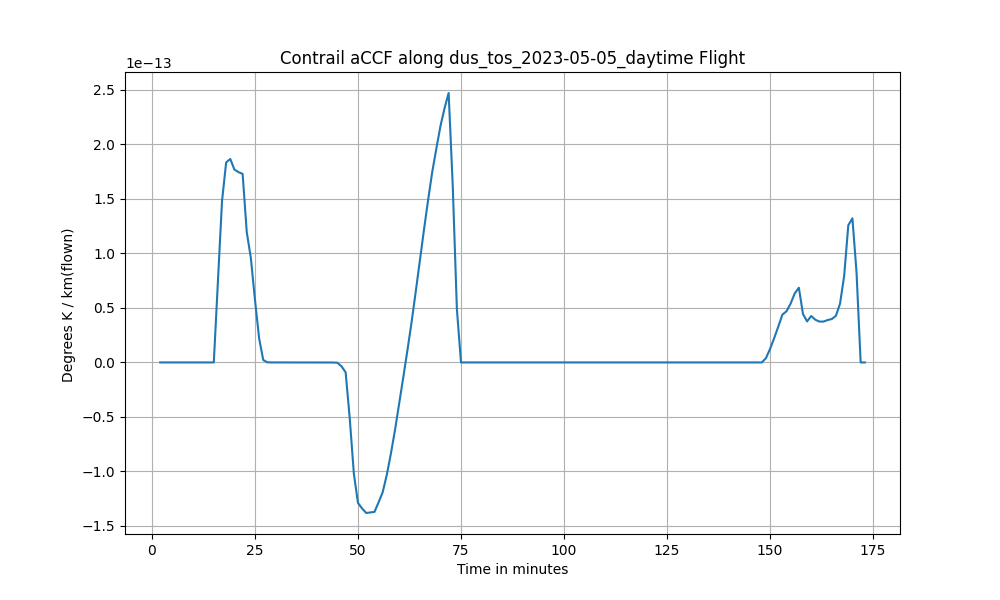 Contrail aCCF along dus_tos_2023-05-05_daytime Flight
1e−13
2.5
2.0
1.5
1.0
0.5
0.0
−0.5
−1.0
−1.5
Degrees K / km(flown)
0 25 50 75 100 125 150 175
Time in minutes